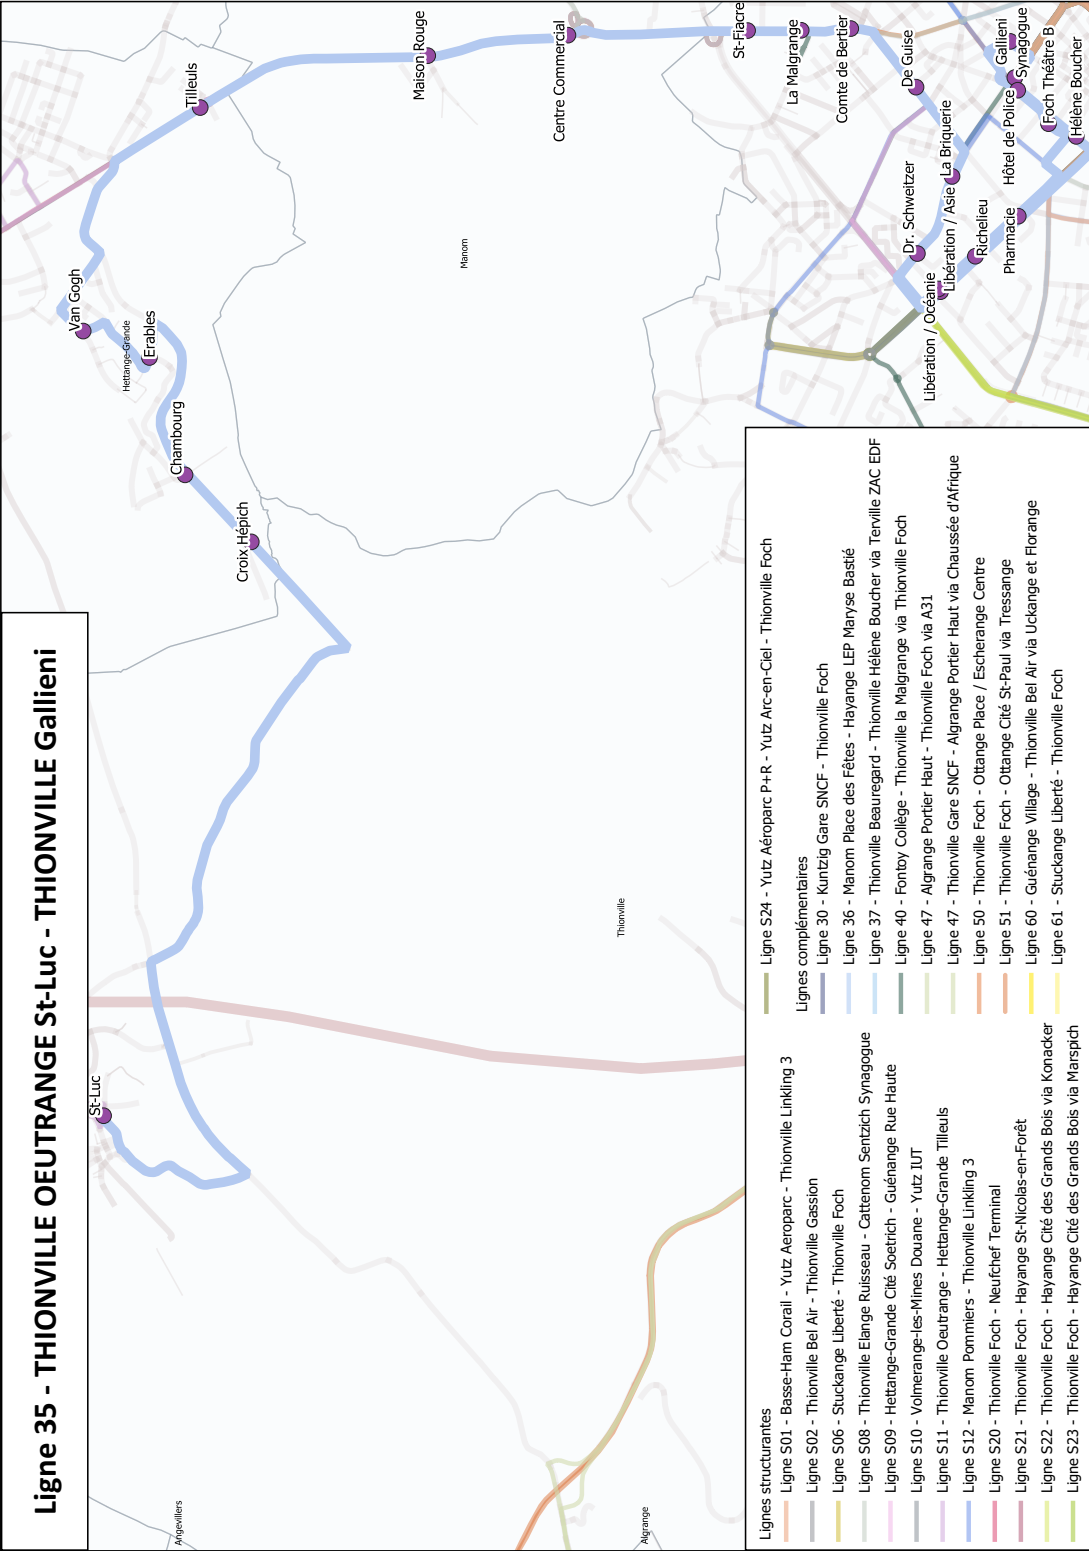 Ligne 35 - THIONVILLE OEUTRANGE St-Luc - THIONVILLE Gallieni
St-Luc
Croix Hépich
Chambourg
Erables
Hettange-Grande
Van Gogh
Tilleuls
Maison Rouge
Centre Commercial
St-Fiacre
La Malgrange
Comte de Bertier
De Guise
La Briquerie
Dr. Schweitzer
Libération / Asie
Libération / Océanie
Richelieu
Pharmacie
Hôtel de Police
Gallieni
Synagogue
Foch Théâtre B
Hélène Boucher
Manom
Thionville
Angevillers
Algrange
Lignes structurantes
Ligne S01 - Basse-Ham Corail - Yutz Aeroparc - Thionville Linkling 3
Ligne S02 - Thionville Bel Air - Thionville Gassion
Ligne S06 - Stuckange Liberté - Thionville Foch
Ligne S08 - Thionville Elange Ruisseau - Cattenom Sentzich Synagogue
Ligne S09 - Hettange-Grande Cité Soetrich - Guénange Rue Haute
Ligne S10 - Volmerange-les-Mines Douane - Yutz IUT
Ligne S11 - Thionville Oeutrange - Hettange-Grande Tilleuls
Ligne S12 - Manom Pommiers - Thionville Linkling 3
Ligne S20 - Thionville Foch - Neufchef Terminal
Ligne S21 - Thionville Foch - Hayange St-Nicolas-en-Forêt
Ligne S22 - Thionville Foch - Hayange Cité des Grands Bois via Konacker
Ligne S23 - Thionville Foch - Hayange Cité des Grands Bois via Marspich
Ligne S24 - Yutz Aéroparc P+R - Yutz Arc-en-Ciel - Thionville Foch
Lignes complémentaires
Ligne 30 - Kuntzig Gare SNCF - Thionville Foch
Ligne 36 - Manom Place des Fêtes - Hayange LEP Maryse Bastié
Ligne 37 - Thionville Beauregard - Thionville Hélène Boucher via Terville ZAC EDF
Ligne 40 - Fontoy Collège - Thionville la Malgrange via Thionville Foch
Ligne 47 - Algrange Portier Haut - Thionville Foch via A31
Ligne 47 - Thionville Gare SNCF - Algrange Portier Haut via Chaussée d'Afrique
Ligne 50 - Thionville Foch - Ottange Place / Escherange Centre
Ligne 51 - Thionville Foch - Ottange Cité St-Paul via Tressange
Ligne 60 - Guénange Village - Thionville Bel Air via Uckange et Florange
Ligne 61 - Stuckange Liberté - Thionville Foch